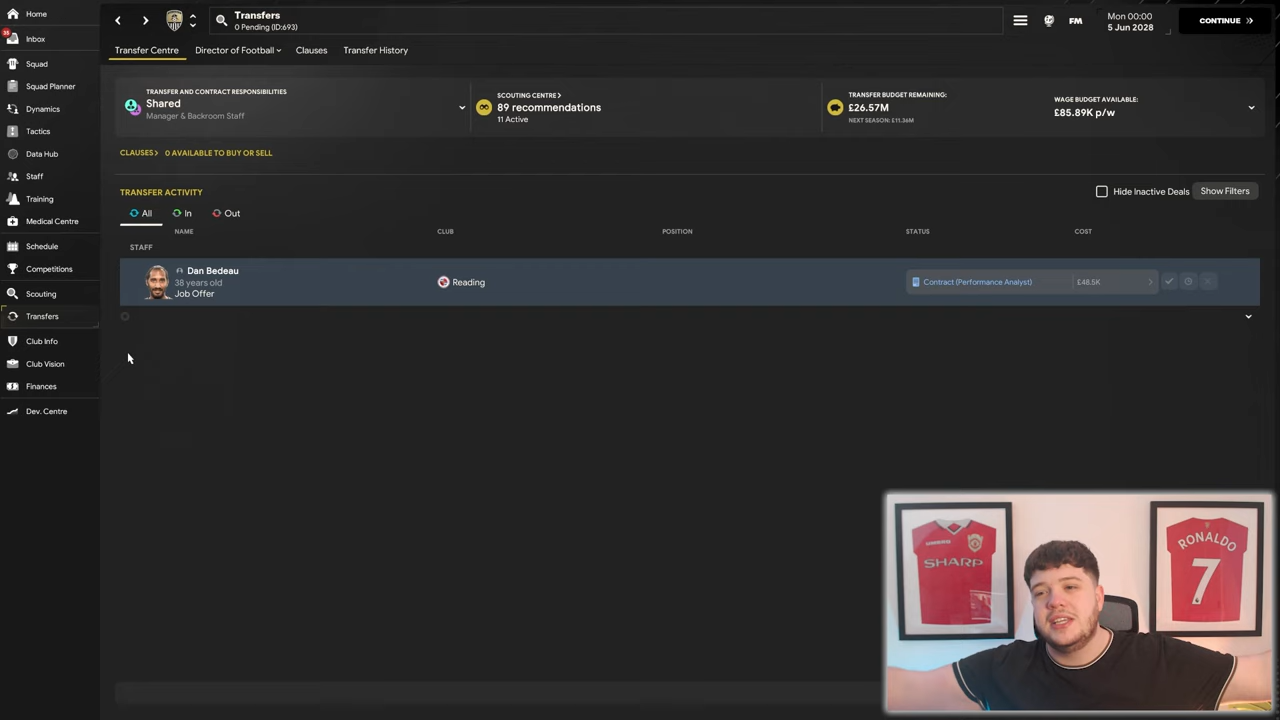 Home
35
Inbox
Squad
Squad Planner
Dynamics
Tactics
Data Hub
Staff
Training
Medical Centre
Schedule
Competitions
Scouting
Transfers
Club Info
Club Vision
Finances
Dev. Centre
Transfers
0 Pending (ID:693)
FM
Mon 00:00
5 Jun 2028
CONTINUE
Transfer Centre
Director of Football
Clauses
Transfer History
TRANSFER AND CONTRACT RESPONSIBILITIES
Shared
Manager & Backroom Staff
SCOUTING CENTRE >
89 recommendations
11 Active
TRANSFER BUDGET REMAINING:
£26.57M
NEXT SEASON: £11.36M
WAGE BUDGET AVAILABLE:
£85.89K p/w
CLAUSES > 0 AVAILABLE TO BUY OR SELL
TRANSFER ACTIVITY
Hide Inactive Deals
Show Filters
All
In
Out
NAME
CLUB
POSITION
STATUS
COST
STAFF
Dan Bedeau
38 years old
Job Offer
Reading
Contract (Performance Analyst)
£48.5K
SHARP
RONALDO
7